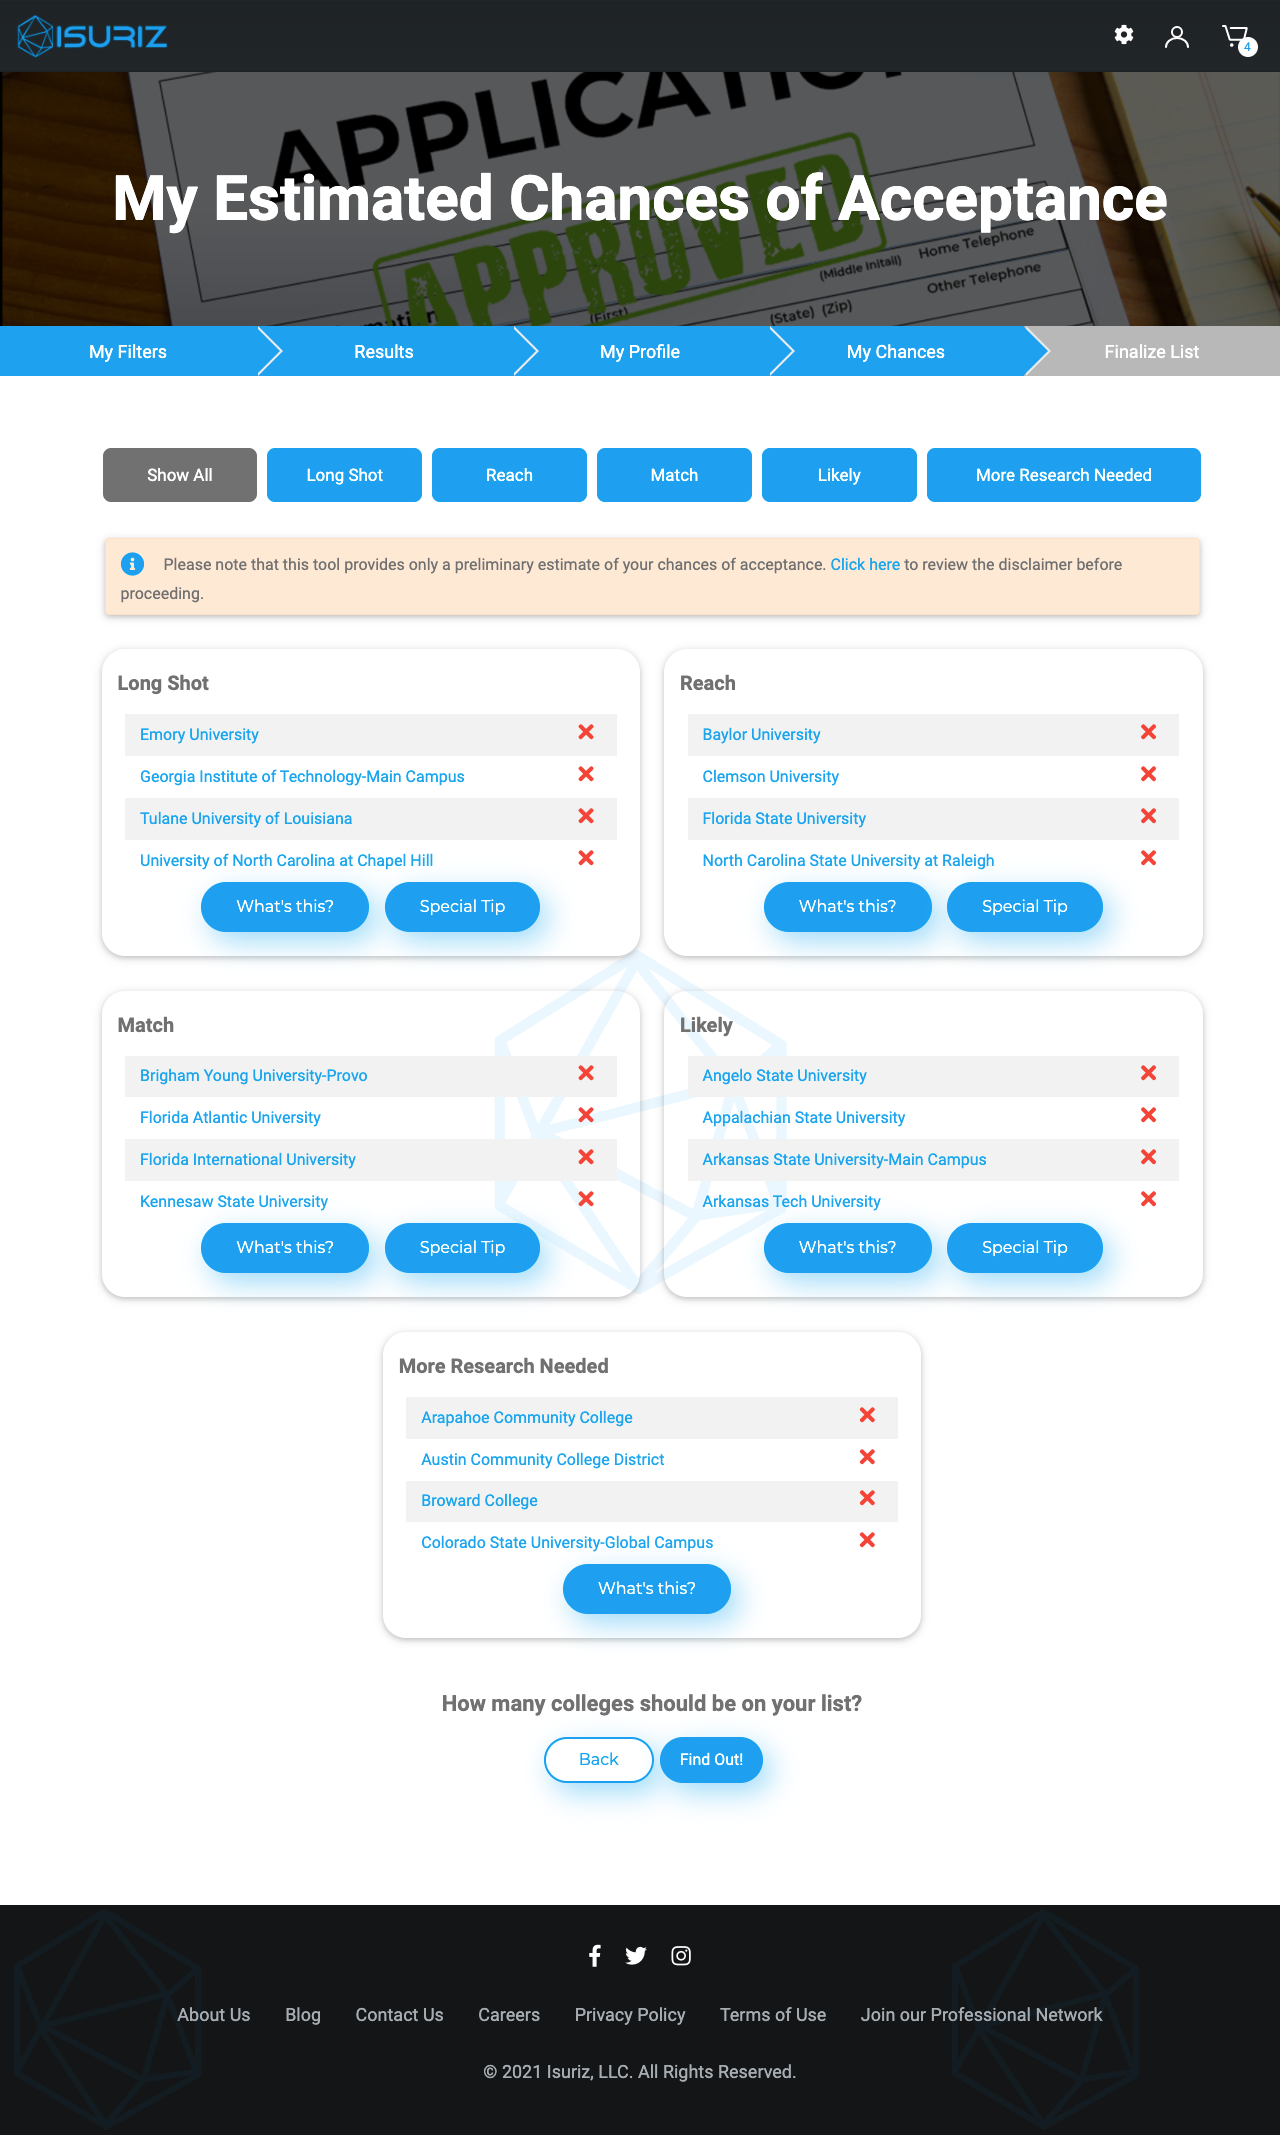 ISURIZ
4
APPLICATION
My Estimated Chances of Acceptance
APPROVED
Home Telephone
(Middle Initail)
Other Telephone
(First)
(State) (Zip)
My Filters
Results
My Profile
My Chances
Finalize List
Show All
Long Shot
Reach
Match
Likely
More Research Needed
Please note that this tool provides only a preliminary estimate of your chances of acceptance. Click here to review the disclaimer before
proceeding.
Long Shot
Emory University
Georgia Institute of Technology-Main Campus
Tulane University of Louisiana
University of North Carolina at Chapel Hill
What's this?
Special Tip
Reach
Baylor University
Clemson University
Florida State University
North Carolina State University at Raleigh
What's this?
Special Tip
Match
Brigham Young University-Provo
Florida Atlantic University
Florida International University
Kennesaw State University
What's this?
Special Tip
Likely
Angelo State University
Appalachian State University
Arkansas State University-Main Campus
Arkansas Tech University
What's this?
Special Tip
More Research Needed
Arapahoe Community College
Austin Community College District
Broward College
Colorado State University-Global Campus
What's this?
How many colleges should be on your list?
Back
Find Out!
About Us
Blog
Contact Us
Careers
Privacy Policy
Terms of Use
Join our Professional Network
© 2021 Isuriz, LLC. All Rights Reserved.